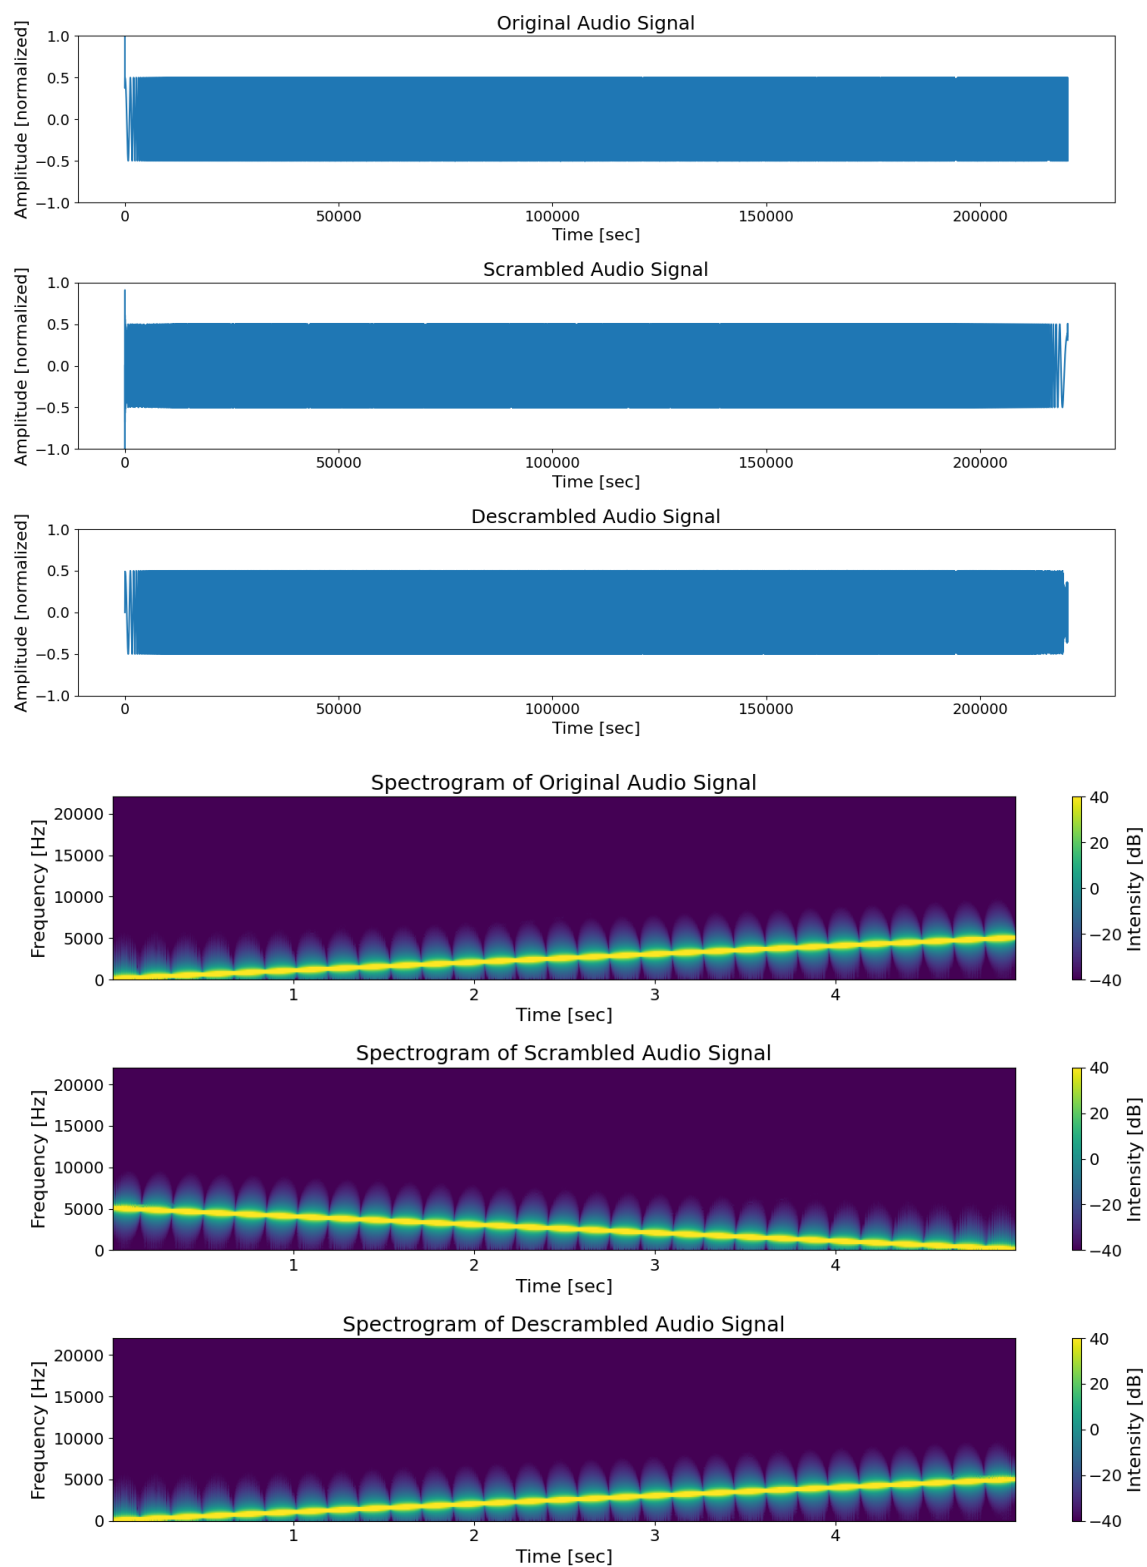 Original Audio Signal
Amplitude [normalized]
1.0
0.5
0.0
−0.5
−1.0
0 50000 100000 150000 200000
Time [sec]
Scrambled Audio Signal
Amplitude [normalized]
1.0
0.5
0.0
−0.5
−1.0
0 50000 100000 150000 200000
Time [sec]
Descrambled Audio Signal
Amplitude [normalized]
1.0
0.5
0.0
−0.5
−1.0
0 50000 100000 150000 200000
Time [sec]
Spectrogram of Original Audio Signal
Frequency [Hz]
20000
15000
10000
5000
0
1 2 3 4
Time [sec]
40
20
0
−20
−40
Intensity [dB]
Spectrogram of Scrambled Audio Signal
Frequency [Hz]
20000
15000
10000
5000
0
1 2 3 4
Time [sec]
40
20
0
−20
−40
Intensity [dB]
Spectrogram of Descrambled Audio Signal
Frequency [Hz]
20000
15000
10000
5000
0
1 2 3 4
Time [sec]
40
20
0
−20
−40
Intensity [dB]